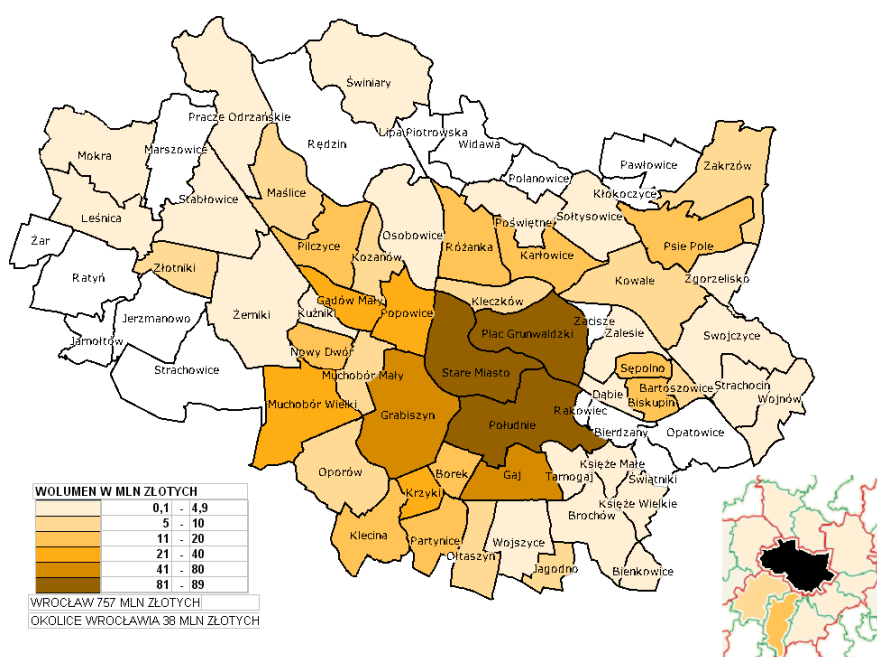 Świniary
Pracze Odrzańskie
Lipa Piotrowska
Rędzin
Widawa
Marszowice
Mokra
Pawłowice
Zakrzów
Polanowice
Kłokoczyce
Maślice
Stabłowice
Leśnica
Sołtysowice
Poświętne
Osobowice
Żar
Pilczyce
Różanka
Psie Pole
Kozanów
Karłowice
Złotniki
Ratyń
Kowale
Zgorzelisko
Gądów Mały
Kleczków
Kuźniki
Popowice
Żerniki
Jerzmanowo
Zacisze
Plac Grunwaldzki
Zalesie
Swojczyce
Jarnołtów
Nowy Dwór
Strachowice
Sępolno
Stare Miasto
Muchobór Mały
Bartoszowice
Strachocin
Dąbie
Wojnów
Muchobór Wielki
Biskupin
Grabiszyn
Rakowiec
Południe
Bierdzany
Opatowice
Księże Małe
Oporów
Borek
Gaj
Tarnogaj
Świątniki
Krzyki
Księże Wielkie
Brochów
Klecina
Partynice
Wojszyce
Ołtaszyn
Jagodno
Bieńkowice
WOLUMEN W MLN ZŁOTYCH
0,1 - 4,9
5 - 10
11 - 20
21 - 40
41 - 80
81 - 89
WROCŁAW 757 MLN ZŁOTYCH
OKOLICE WROCŁAWIA 38 MLN ZŁOTYCH